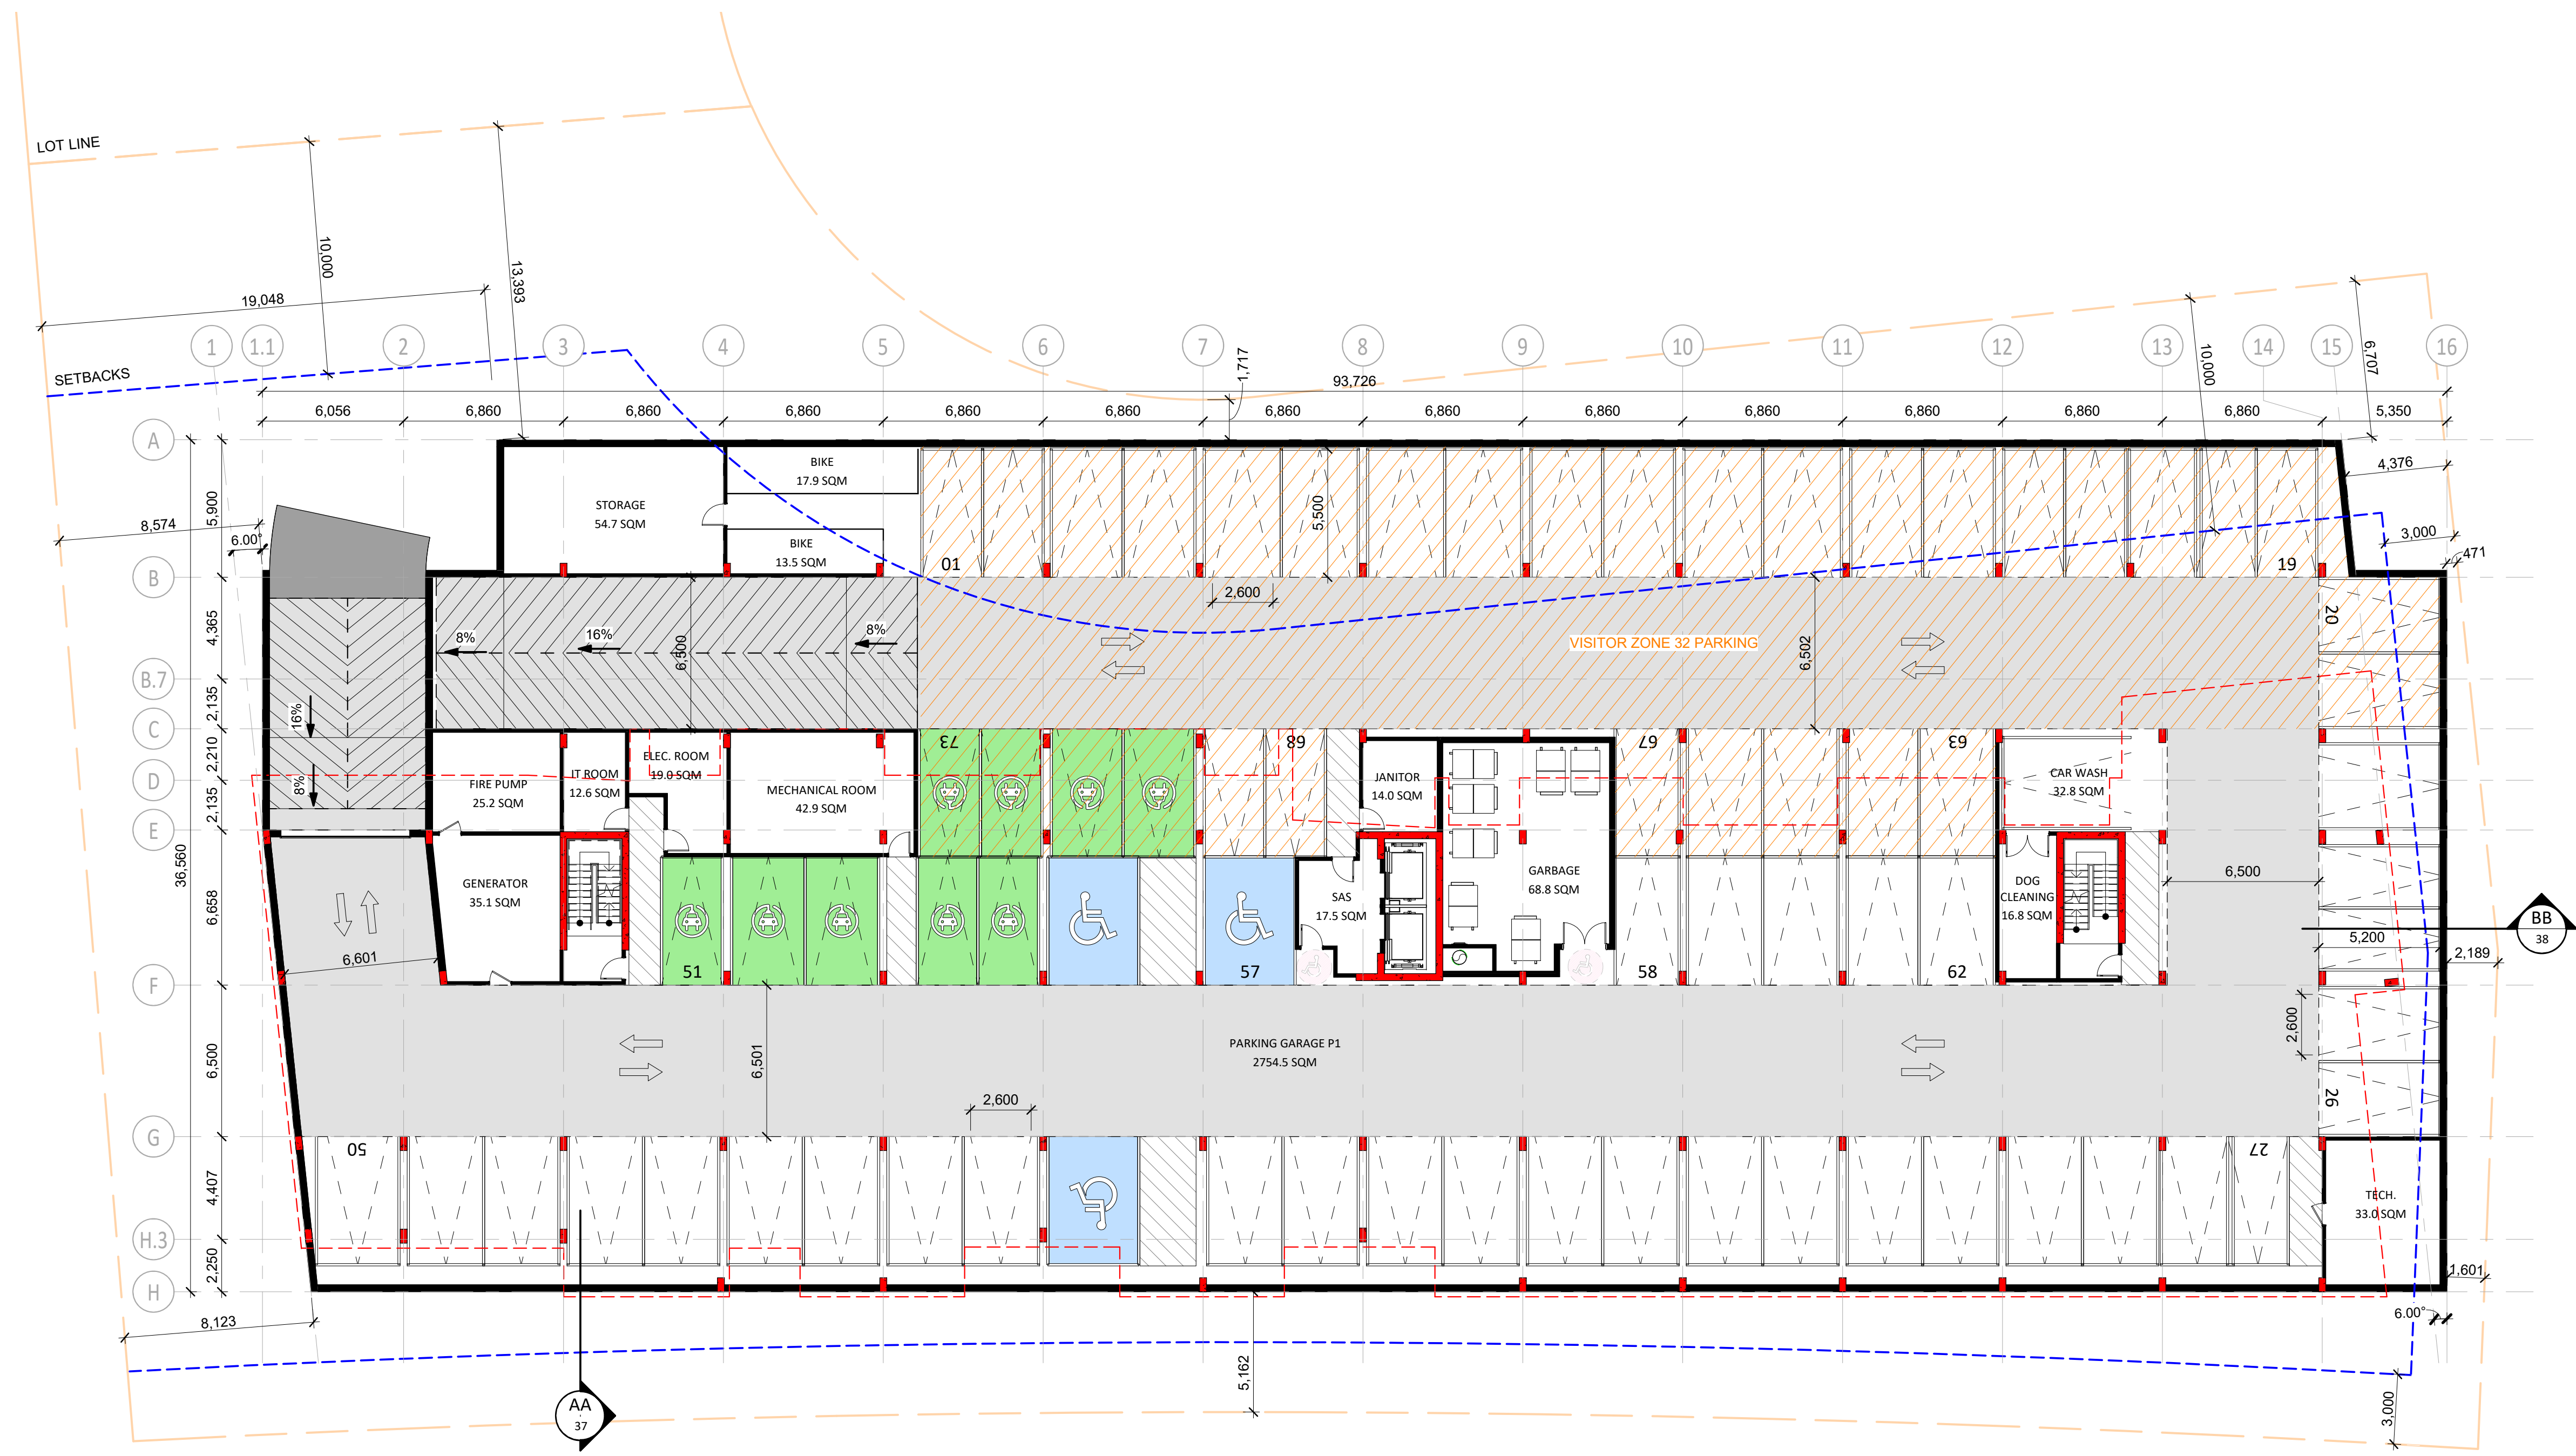 LOT LINE
10,000
13,393
19,048
SETBACKS
1
1.1
2
3
4
5
6
7
8
9
10
11
12
13
14
15
16
1,717
10,000
6,707
93,726
6,056
6,860
6,860
6,860
6,860
6,860
6,860
6,860
6,860
6,860
6,860
6,860
6,860
5,350
A
B
B.7
C
D
E
F
G
H.3
H
36,560
5,900
4,365
2,135
2,210
2,135
6,658
6,500
4,407
2,250
8,574
6.00°
4,376
3,000
471
STORAGE
54.7 SQM
BIKE
17.9 SQM
BIKE
13.5 SQM
01
5,500
19
20
2,600
8%
16%
8%
6,500
VISITOR ZONE 32 PARKING
6,502
16%
8%
FIRE PUMP
25.2 SQM
IT ROOM
12.6 SQM
ELEC. ROOM
19.0 SQM
MECHANICAL ROOM
42.9 SQM
73
68
JANITOR
14.0 SQM
67
63
CAR WASH
32.8 SQM
GENERATOR
35.1 SQM
6,601
51
57
SAS
17.5 SQM
GARBAGE
68.8 SQM
58
62
DOG
CLEANING
16.8 SQM
6,500
5,200
2,189
BB
38
6,501
PARKING GARAGE P1
2754.5 SQM
2,600
2,600
26
50
27
TECH.
33.0 SQM
1,601
8,123
6.00°
5,162
3,000
AA
37